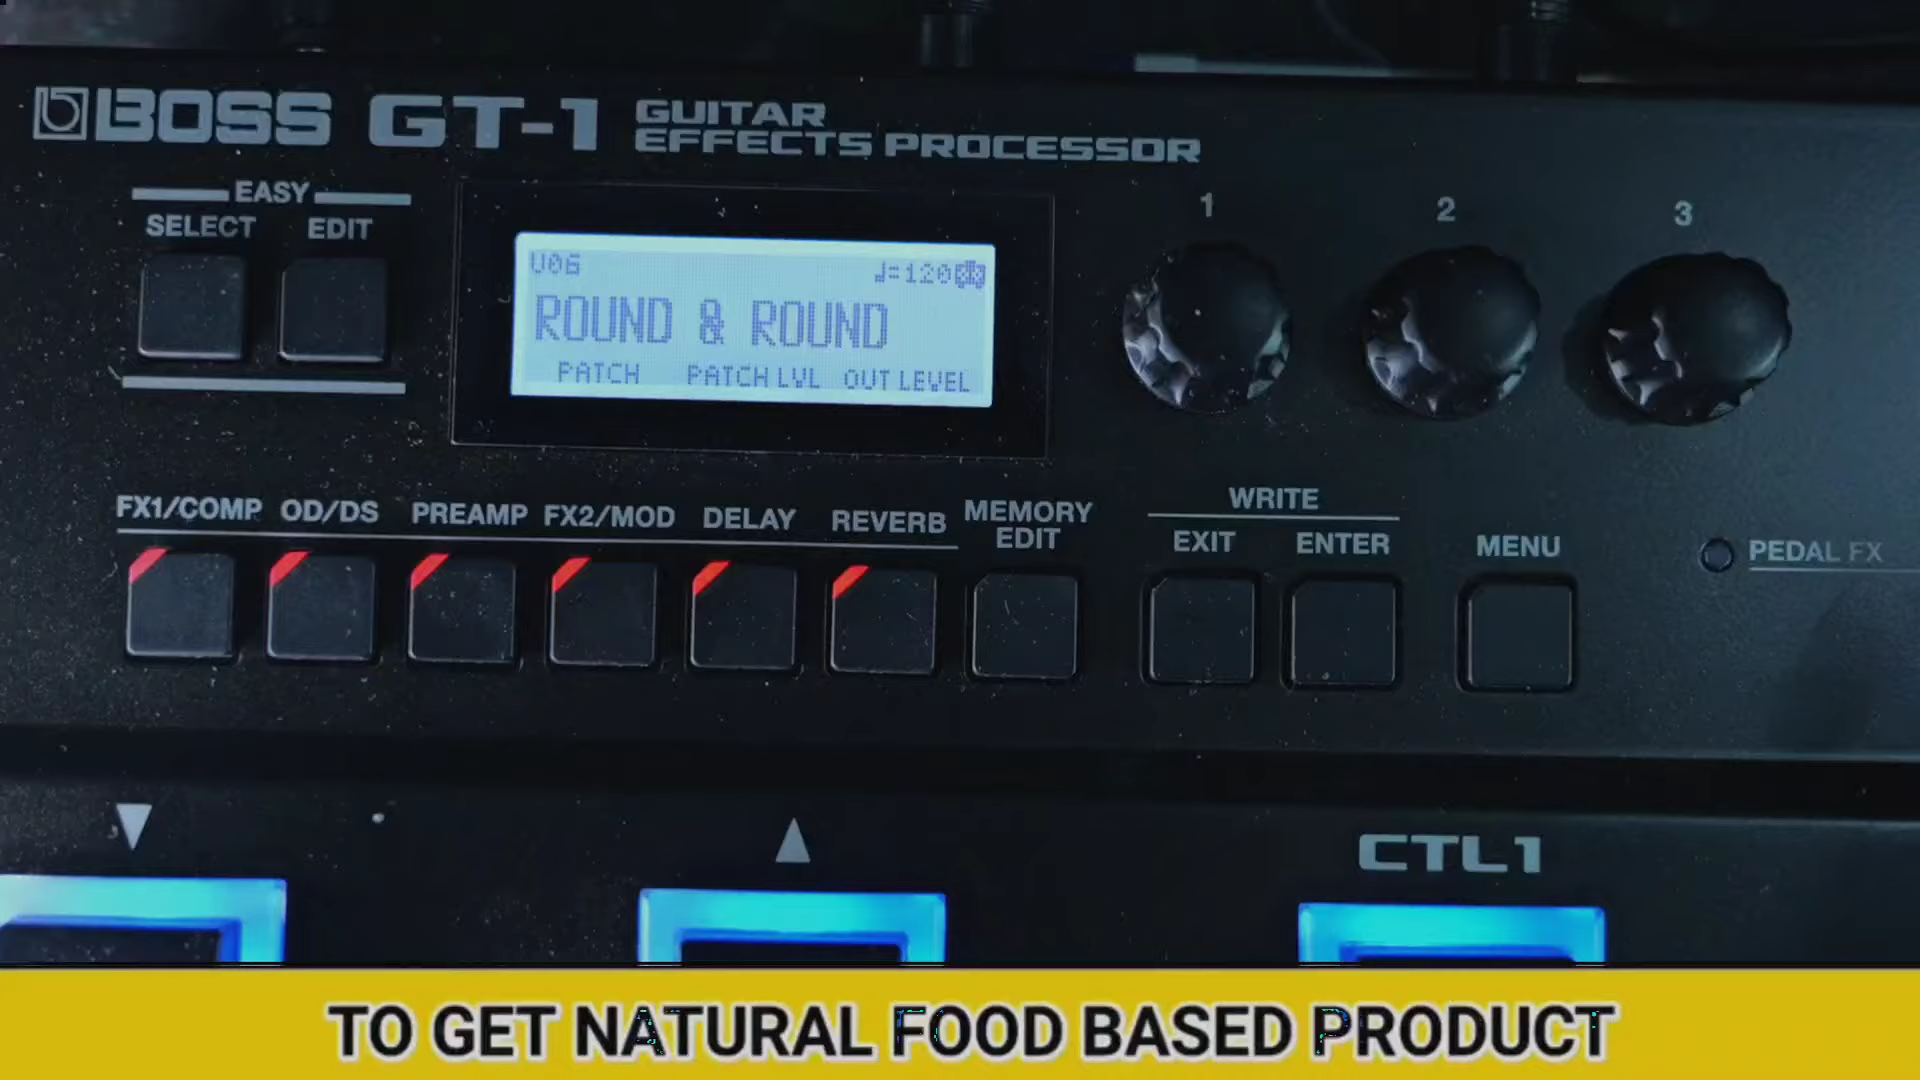 BOSS GT-1 GUITAR
EFFECTS PROCESSOR
EASY
SELECT EDIT
1 2 3
U06 ♩=120
ROUND & ROUND
PATCH PATCH LVL OUT LEVEL
FX1/COMP OD/DS PREAMP FX2/MOD DELAY REVERB MEMORY EDIT
WRITE
EXIT ENTER MENU
PEDAL FX
CTL1
TO GET NATURAL FOOD BASED PRODUCT